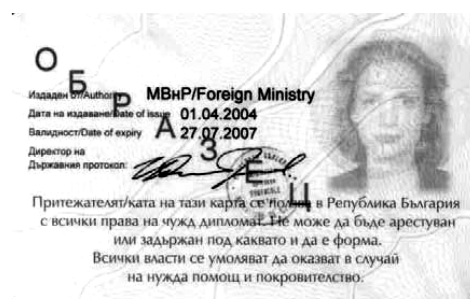 ОБРАЗЕЦ
Издаден от/Authority МВнР/Foreign Ministry
Дата на издаване/Date of issue 01.04.2004
Валидност/Date of expiry 27.07.2007
Директор на
Държавния протокол:
Притежателят/ката на тази карта се ползва в Република България
с всички права на чужд дипломат. Не може да бъде арестуван
или задържан под каквато и да е форма.
Всички власти се умоляват да оказват в случай
на нужда помощ и покровителство.